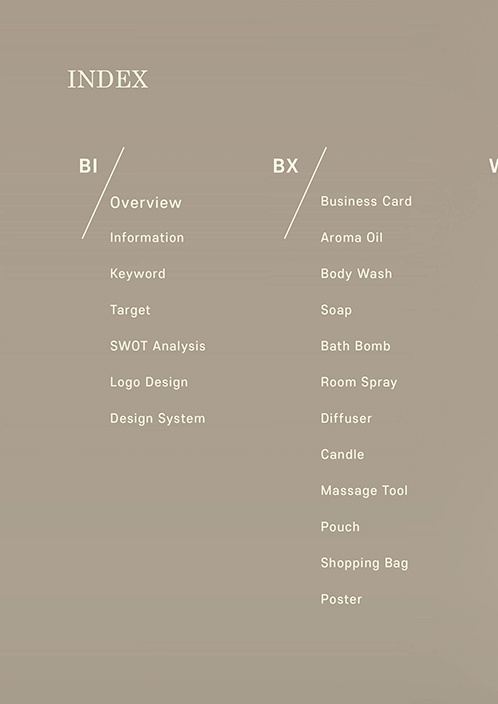 INDEX
BI
Overview
Information
Keyword
Target
SWOT Analysis
Logo Design
Design System
BX
Business Card
Aroma Oil
Body Wash
Soap
Bath Bomb
Room Spray
Diffuser
Candle
Massage Tool
Pouch
Shopping Bag
Poster